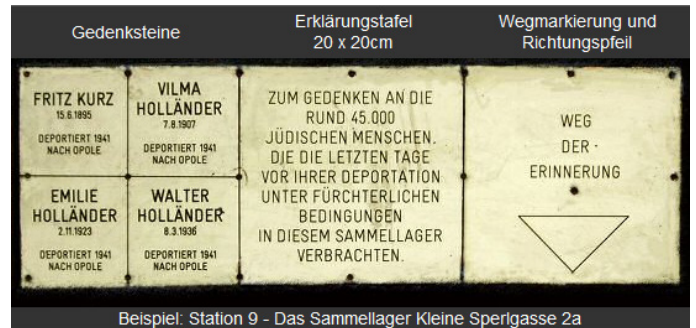 Gedenksteine
Erklärungstafel
20 x 20cm
Wegmarkierung und
Richtungspfeil
FRITZ KURZ
15.6.1895
DEPORTIERT 1941
NACH OPOLE
VILMA
HOLLÄNDER
7.8.1907
DEPORTIERT 1941
NACH OPOLE
EMILIE
HOLLÄNDER
2.11.1923
DEPORTIERT 1941
NACH OPOLE
WALTER
HOLLÄNDER
8.3.1936
DEPORTIERT 1941
NACH OPOLE
ZUM GEDENKEN AN DIE
RUND 45.000
JÜDISCHEN MENSCHEN.
DIE DIE LETZTEN TAGE
VOR IHRER DEPORTATION
UNTER FÜRCHTERLICHEN
BEDINGUNGEN
IN DIESEM SAMMELLAGER
VERBRACHTEN.
WEG
DER
ERINNERUNG
Beispiel: Station 9 - Das Sammellager Kleine Sperlgasse 2a